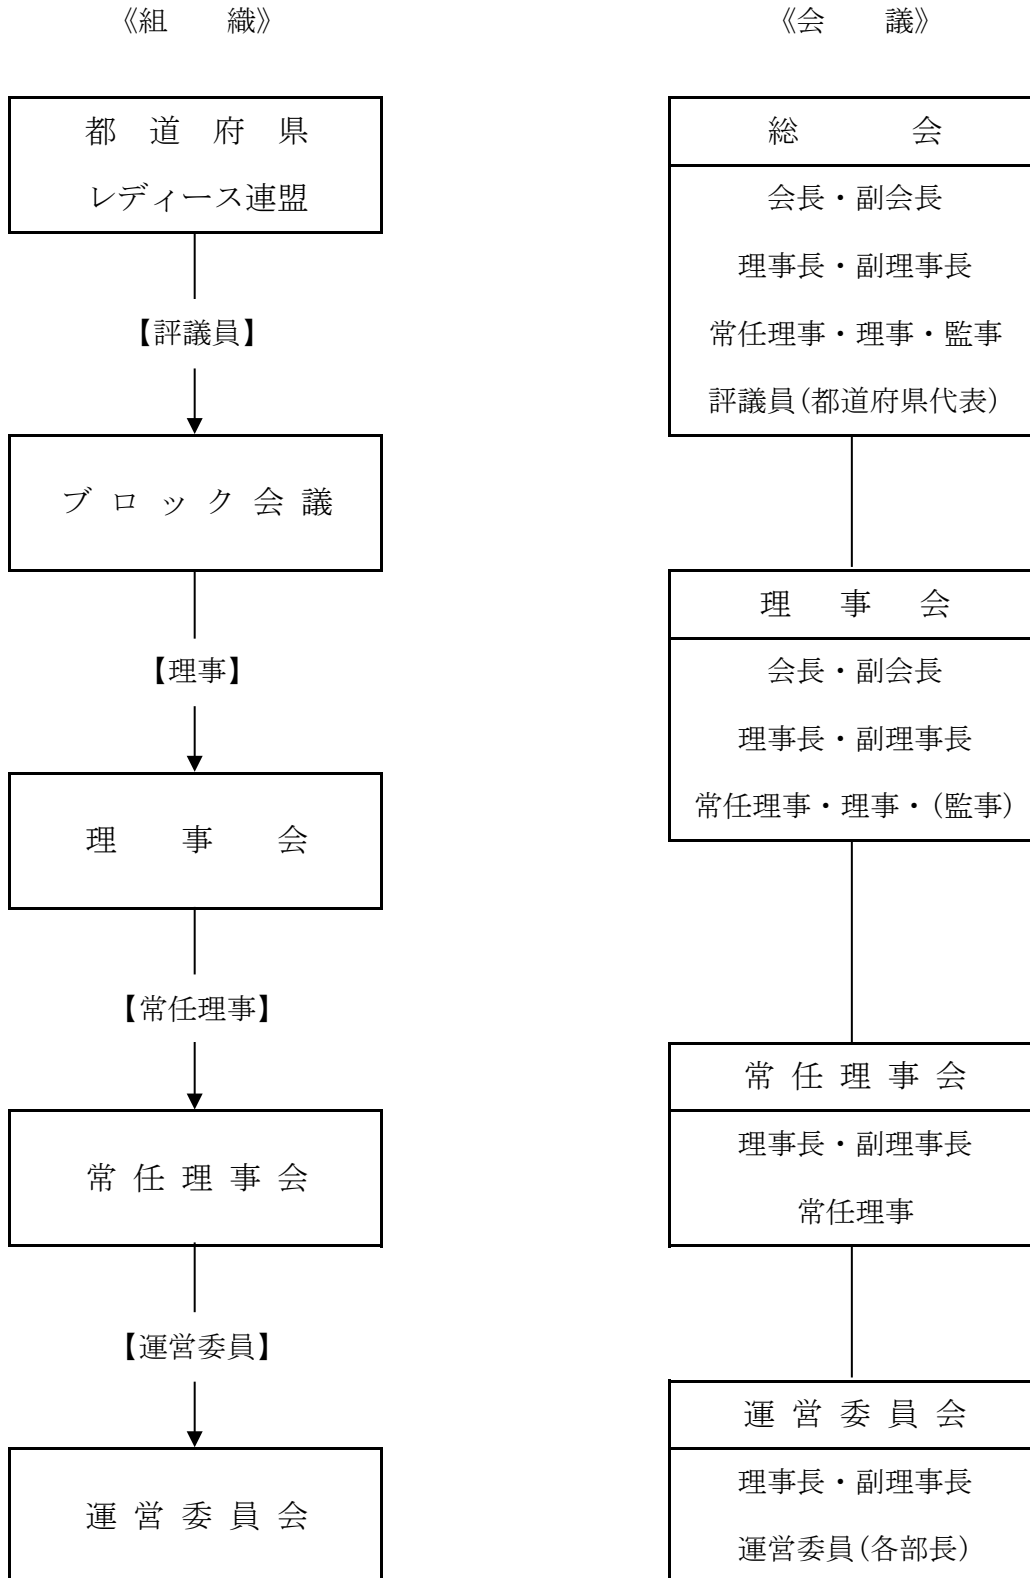 《組　織》
都道府県
レディース連盟
【評議員】
ブロック会議
【理事】
理事会
【常任理事】
常任理事会
【運営委員】
運営委員会
《会　議》
総会
会長・副会長
理事長・副理事長
常任理事・理事・監事
評議員(都道府県代表)
理事会
会長・副会長
理事長・副理事長
常任理事・理事・(監事)
常任理事会
理事長・副理事長
常任理事
運営委員会
理事長・副理事長
運営委員(各部長)